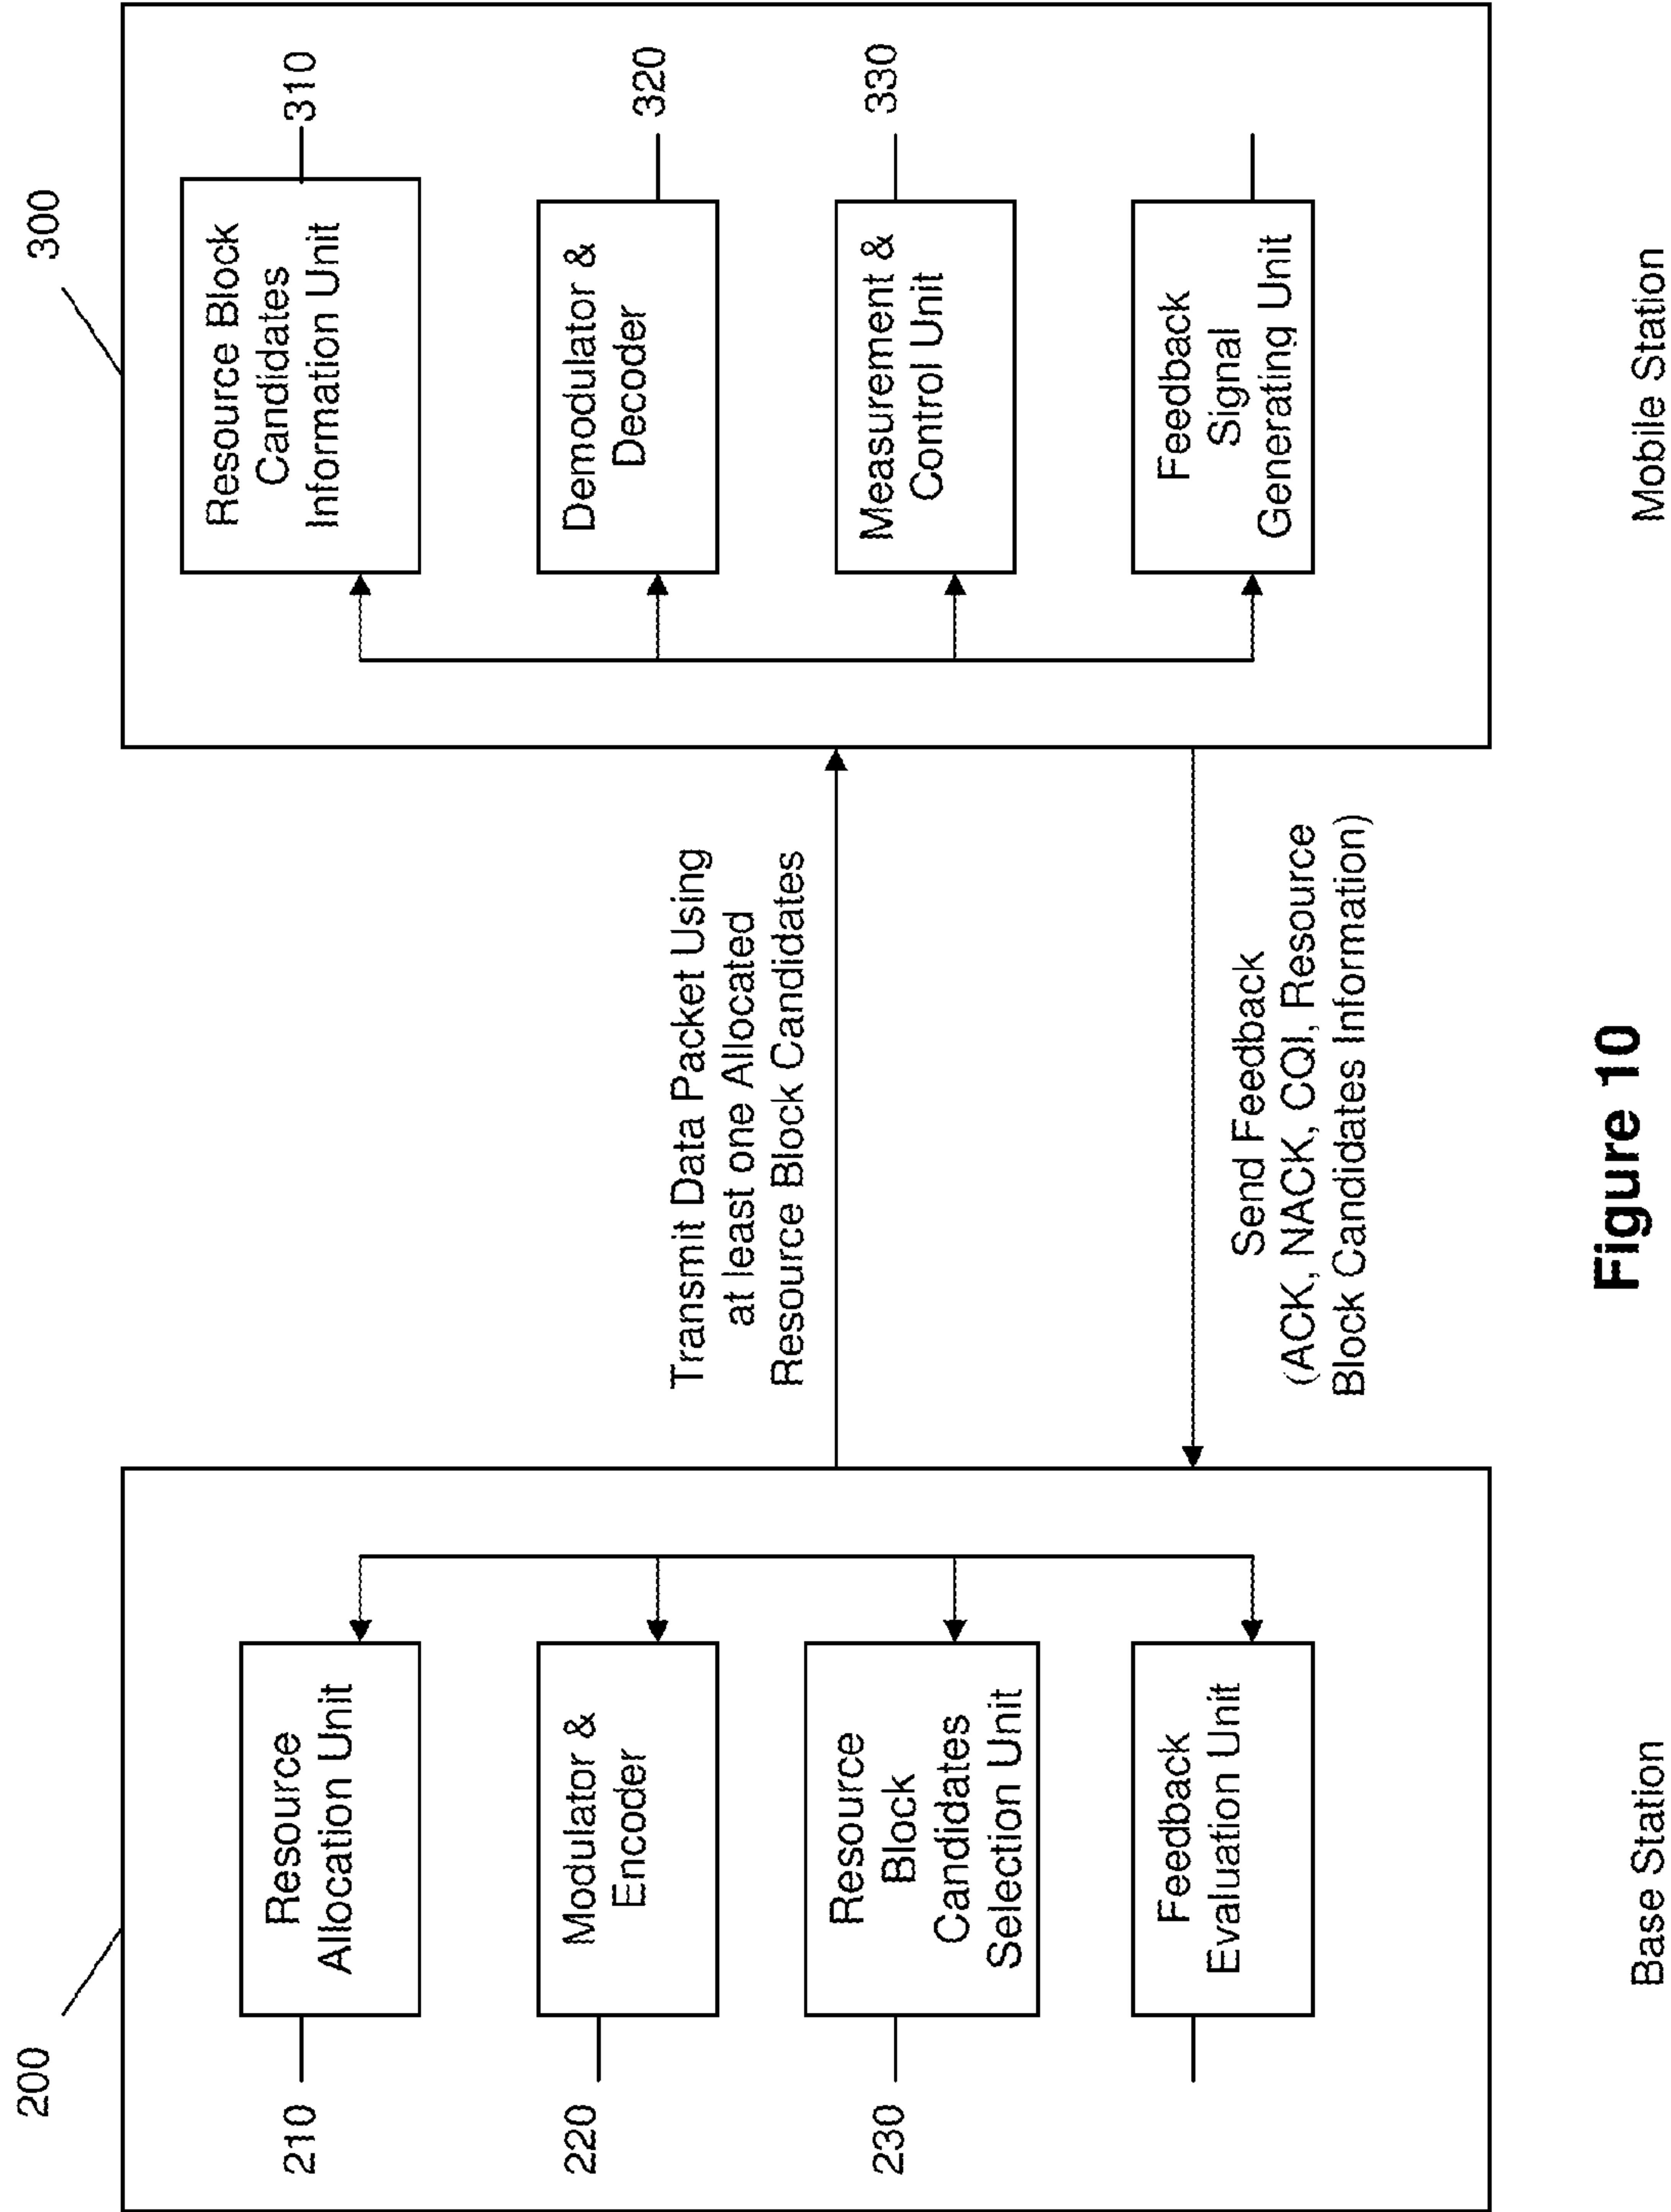 200
210
Resource
Allocation Unit
220
Modulator &
Encoder
230
Resource
Block
Candidates
Selection Unit
Feedback
Evaluation Unit
Base Station
Transmit Data Packet Using
at least one Allocated
Resource Block Candidates
Send Feedback
(ACK, NACK, CQI, Resource
Block Candidates Information)
300
Resource Block
Candidates
Information Unit
310
Demodulator &
Decoder
320
Measurement &
Control Unit
330
Feedback
Signal
Generating Unit
Mobile Station
Figure 10